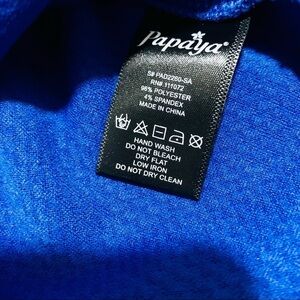 Papaya
S# PAD2260-SA
RN# 111072
96% POLYESTER
4% SPANDEX
MADE IN CHINA
HAND WASH
DO NOT BLEACH
DRY FLAT
LOW IRON
DO NOT DRY CLEAN